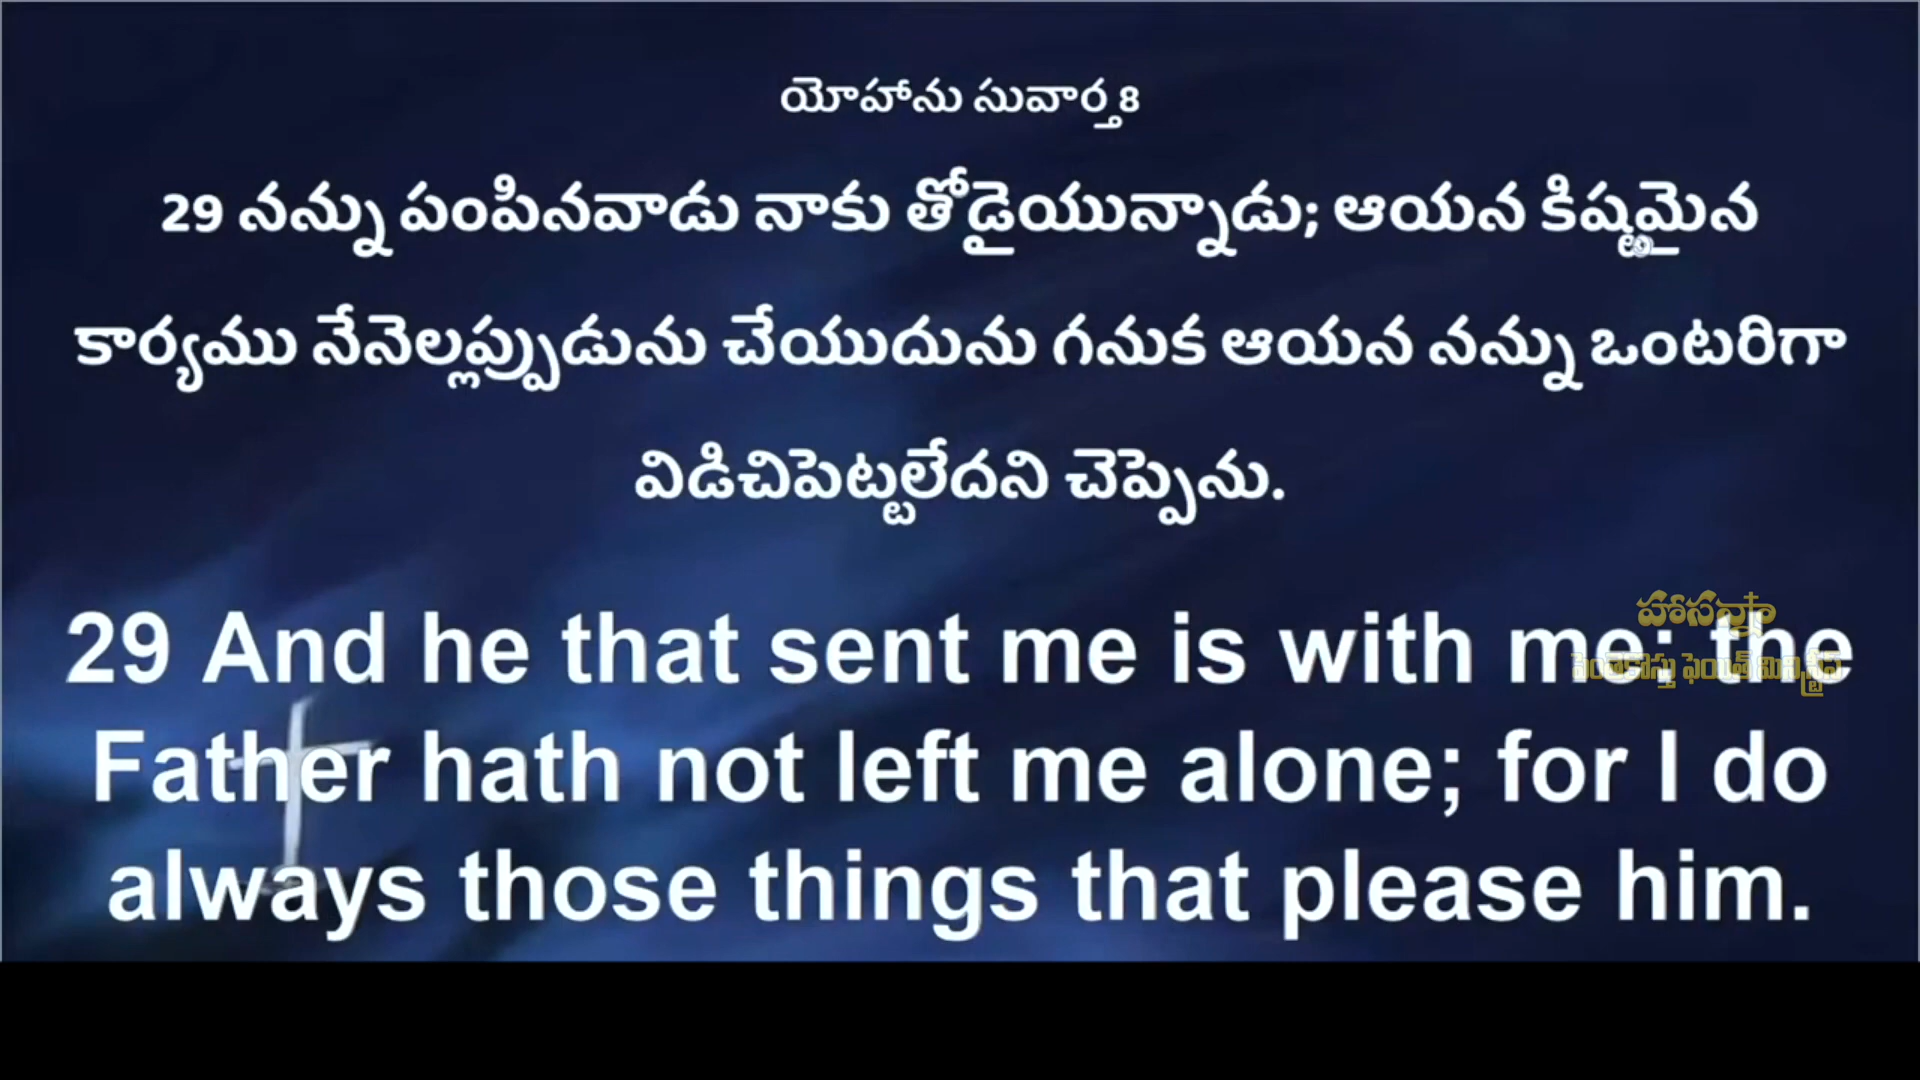 యోహాను సువార్త 8
29 నన్ను పంపినవాడు నాకు తోడైయున్నాడు; ఆయన కిష్టమైన
కార్యము నేనెల్లప్పుడును చేయుదును గనుక ఆయన నన్ను ఒంటరిగా
విడిచిపెట్టలేదని చెప్పెను.
29 And he that sent me is with me: the
Father hath not left me alone; for I do
always those things that please him.
హోసన్నా
పెంతెకొస్తు ఫెయిత్ మినిస్ట్రీస్